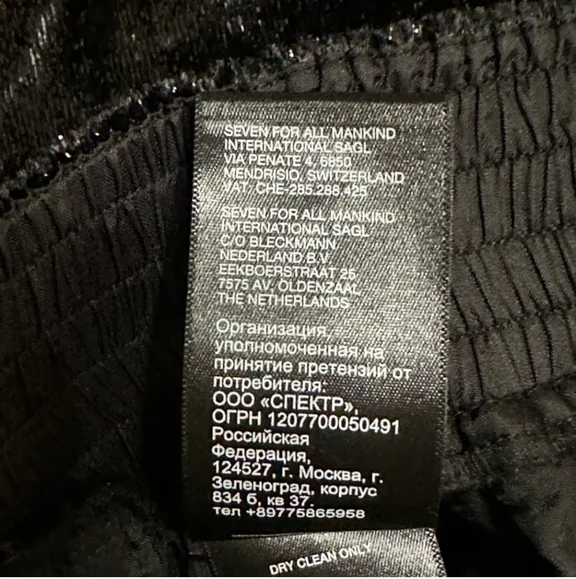 SEVEN FOR ALL MANKIND
INTERNATIONAL SAGL
VIA PENATE 4, 6850
MENDRISIO, SWITZERLAND
VAT: CHE-285.288.425
SEVEN FOR ALL MANKIND
INTERNATIONAL SAGL
C/O BLECKMANN
NEDERLAND B.V
EEKBOERSTRAAT 25
7575 AV, OLDENZAAL
THE NETHERLANDS
Организация,
уполномоченная на
принятие претензий от
потребителя:
ООО «СПЕКТР»,
ОГРН 1207700050491
Российская
Федерация,
124527, г. Москва, г.
Зеленоград, корпус
834 б, кв 37,
тел +89775865958
DRY CLEAN ONLY